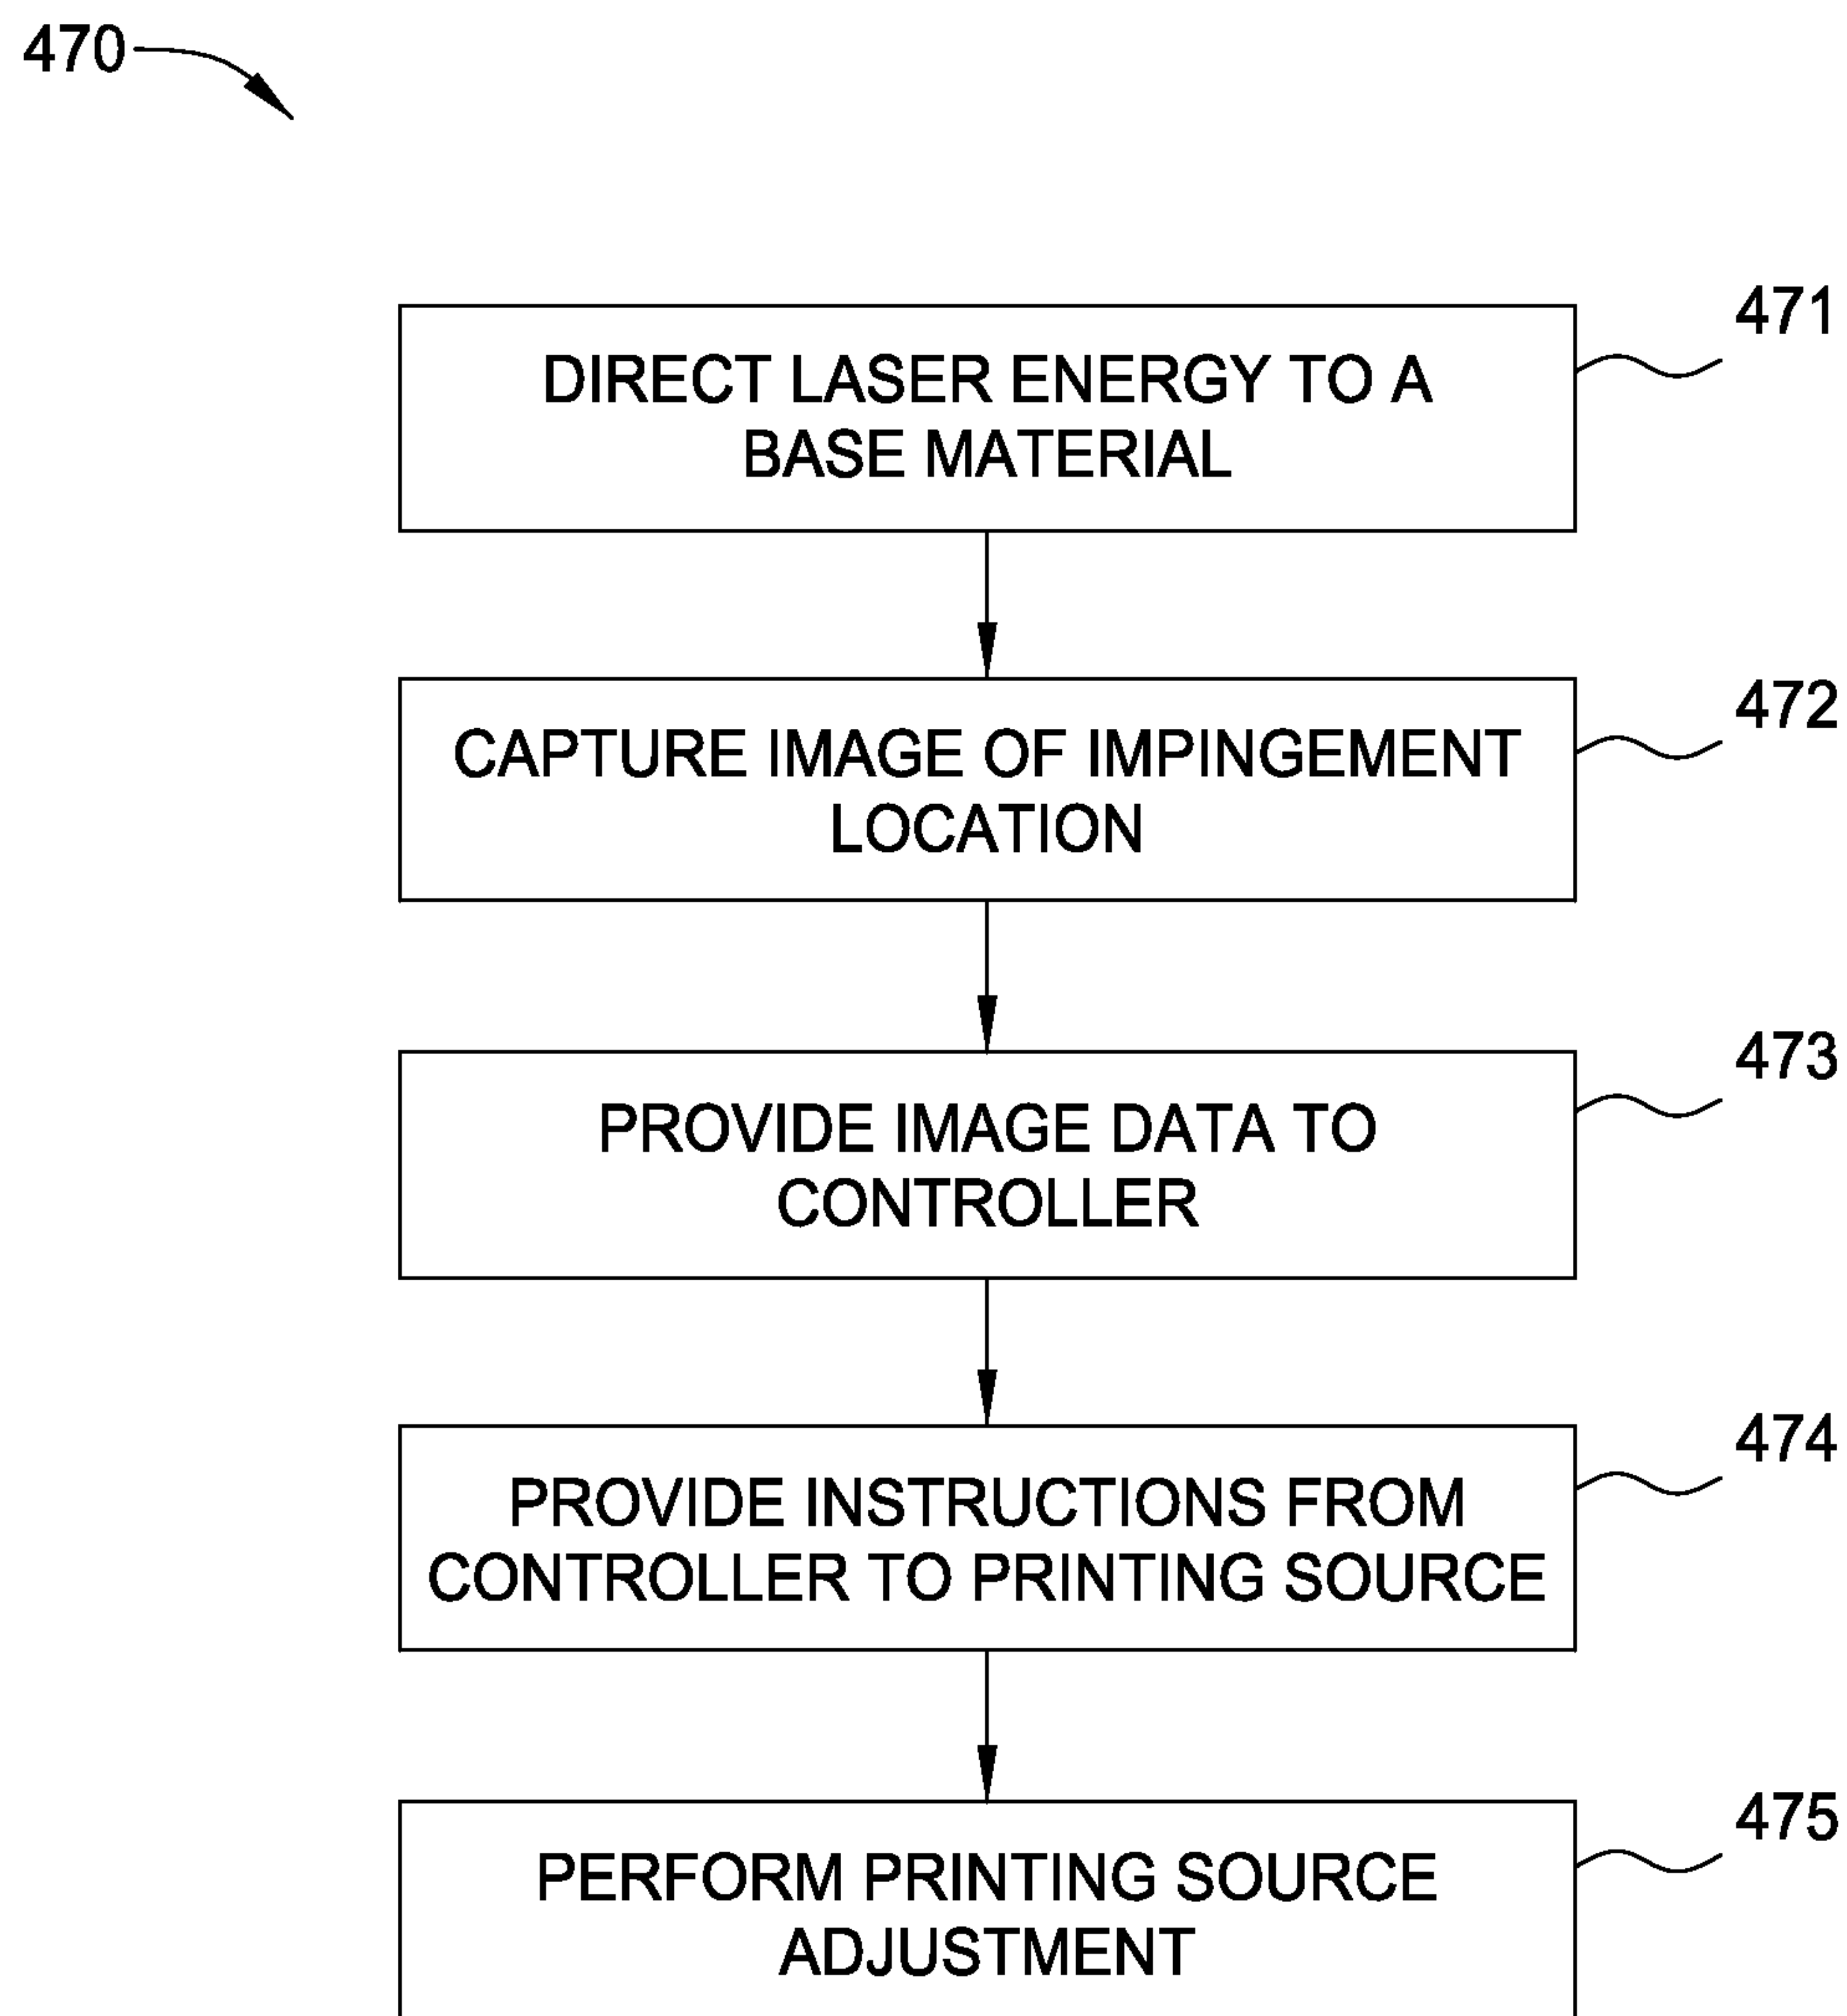 470
471
DIRECT LASER ENERGY TO A
BASE MATERIAL
472
CAPTURE IMAGE OF IMPINGEMENT
LOCATION
473
PROVIDE IMAGE DATA TO
CONTROLLER
474
PROVIDE INSTRUCTIONS FROM
CONTROLLER TO PRINTING SOURCE
475
PERFORM PRINTING SOURCE
ADJUSTMENT